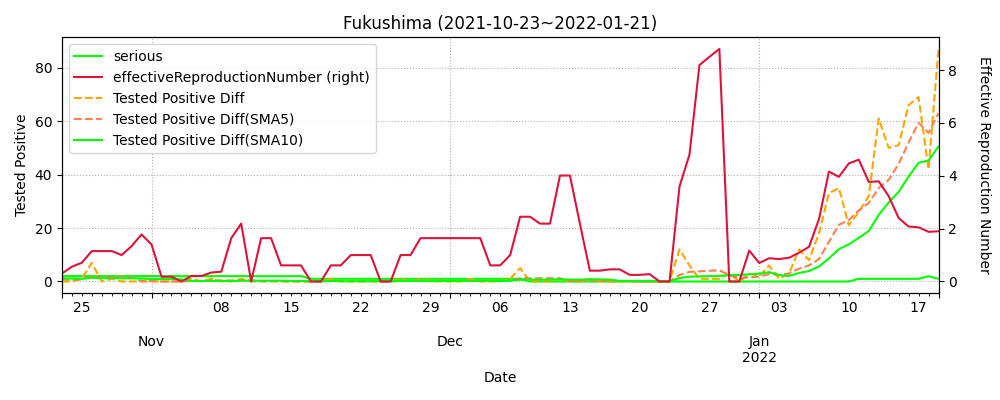 Fukushima (2021-10-23~2022-01-21)
serious
effectiveReproductionNumber (right)
Tested Positive Diff
Tested Positive Diff(SMA5)
Tested Positive Diff(SMA10)
Tested Positive
80
60
40
20
0
Effective Reproduction Number
8
6
4
2
0
25 08 15 22 29 06 13 20 27 03 10 17
Nov Dec Jan
2022
Date